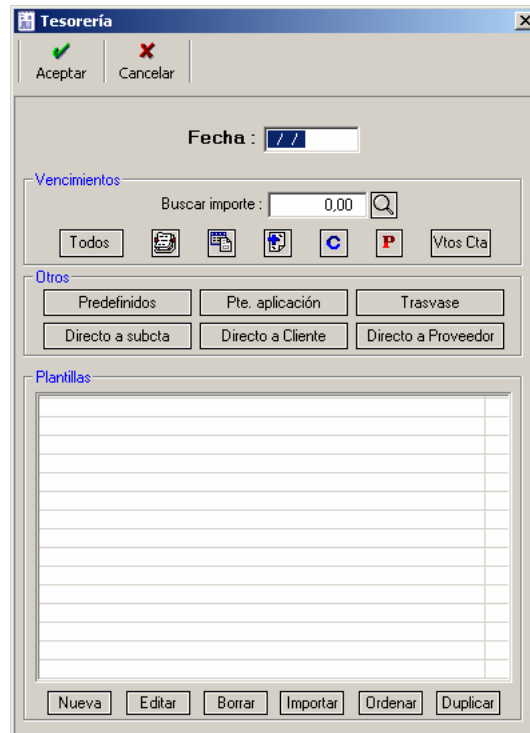 Tesorería
Aceptar Cancelar
Fecha : / /
Vencimientos
Buscar importe : 0,00
Todos C P Vtos Cta
Otros
Predefinidos Pte. aplicación Trasvase
Directo a subcta Directo a Cliente Directo a Proveedor
Plantillas
Nueva Editar Borrar Importar Ordenar Duplicar